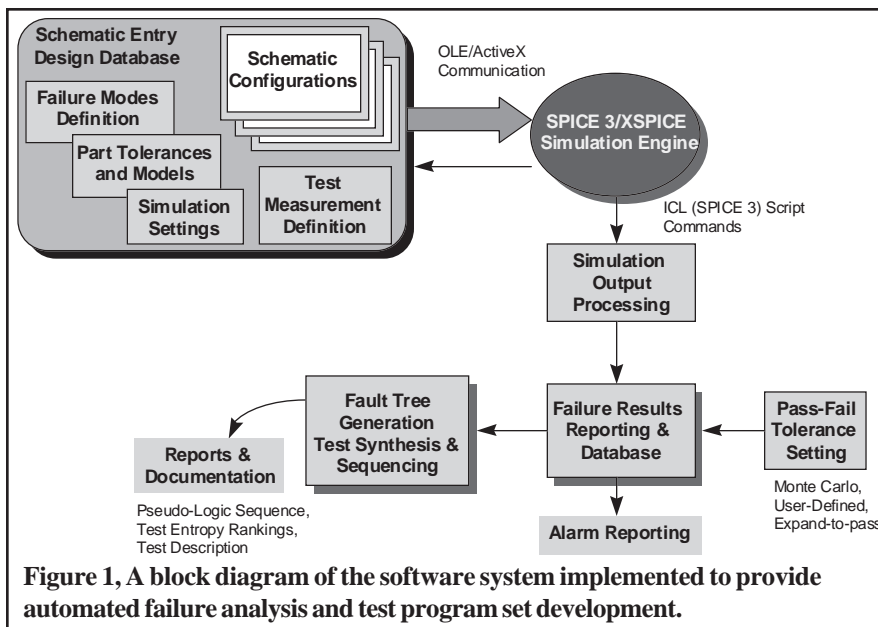 Schematic Entry
Design Database
Schematic
Configurations
Failure Modes
Definition
Part Tolerances
and Models
Simulation
Settings
Test
Measurement
Definition
OLE/ActiveX
Communication
SPICE 3/XSPICE
Simulation Engine
ICL (SPICE 3) Script
Commands
Simulation
Output
Processing
Fault Tree
Generation
Test Synthesis &
Sequencing
Failure Results
Reporting &
Database
Pass-Fail
Tolerance
Setting
Reports &
Documentation
Pseudo-Logic Sequence,
Test Entropy Rankings,
Test Description
Monte Carlo,
User-Defined,
Expand-to-pass
Alarm Reporting
Figure 1, A block diagram of the software system implemented to provide
automated failure analysis and test program set development.